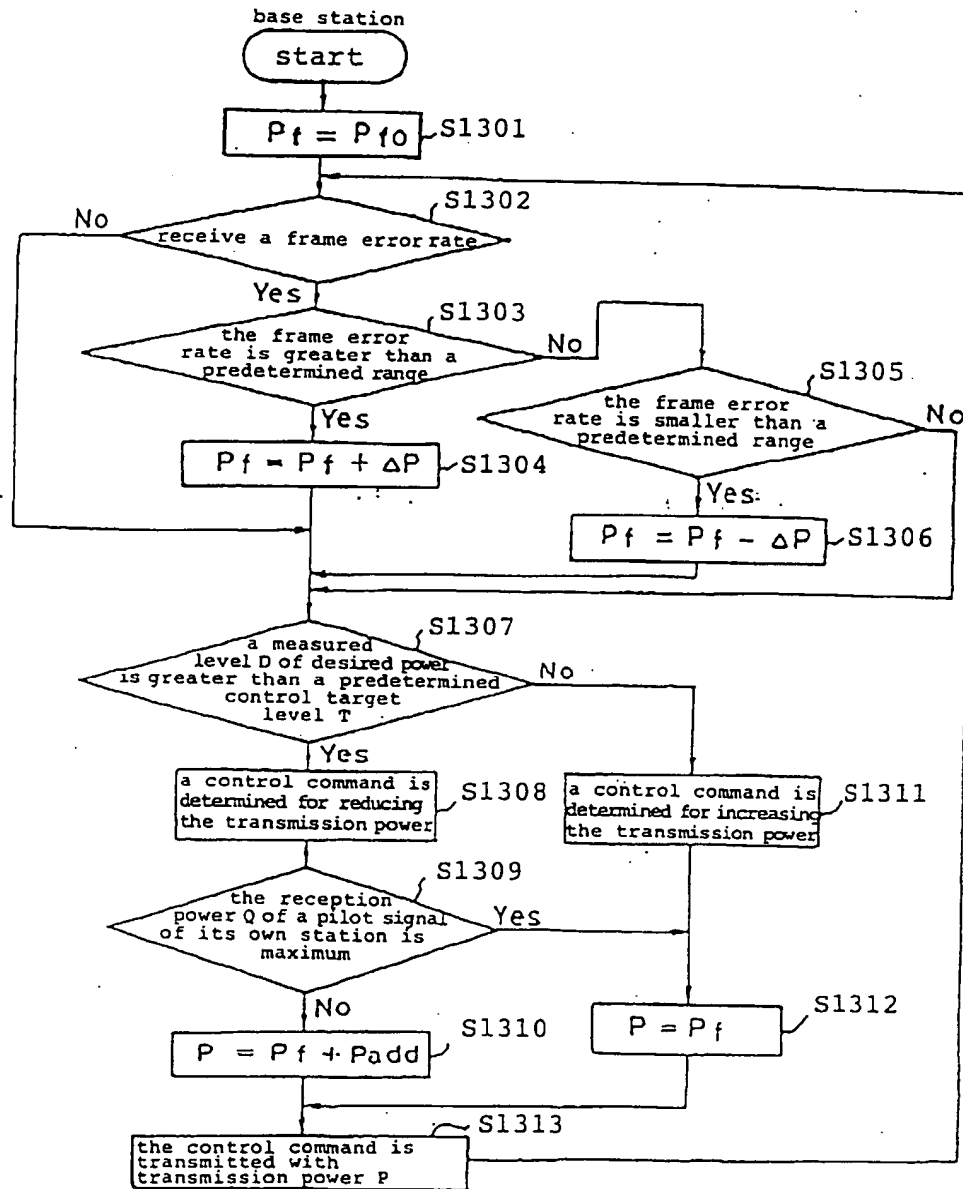 base station
start
Pf = Pfo
S1301
S1302
No
receive a frame error rate
Yes
S1303
the frame error
rate is greater than a
predetermined range
No
S1305
the frame error
rate is smaller than a
predetermined range
No
Yes
Pf = Pf + ΔP
S1304
Yes
Pf = Pf - ΔP
S1306
S1307
a measured
level D of desired power
is greater than a predetermined
control target
level T
No
Yes
a control command is
determined for reducing
the transmission power
S1308
a control command is
determined for increasing
the transmission power
S1311
S1309
the reception
power Q of a pilot signal
of its own station is
maximum
Yes
No
P = Pf + Padd
S1310
P = Pf
S1312
S1313
the control command is
transmitted with
transmission power P